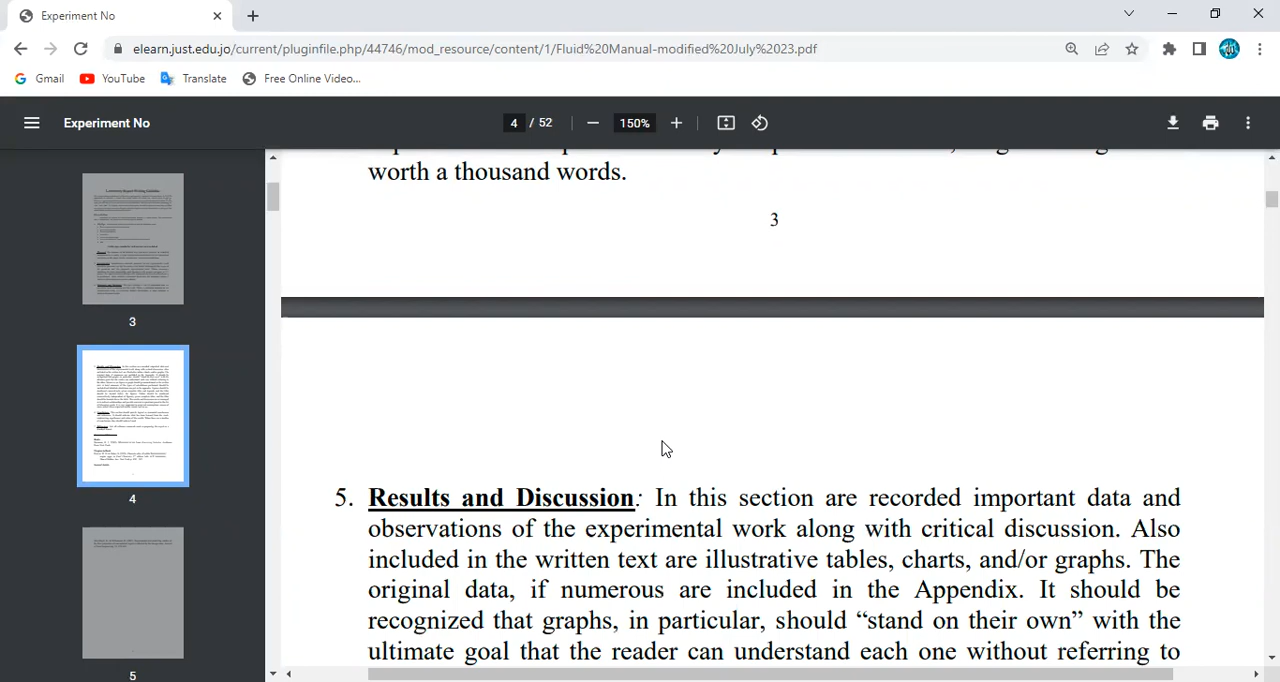 Experiment No
elearn.just.edu.jo/current/pluginfile.php/44746/mod_resource/content/1/Fluid%20Manual-modified%20July%2023.pdf
Gmail YouTube Translate Free Online Video...
Experiment No 4 / 52 150%
worth a thousand words.
3
5. Results and Discussion: In this section are recorded important data and
observations of the experimental work along with critical discussion. Also
included in the written text are illustrative tables, charts, and/or graphs. The
original data, if numerous are included in the Appendix. It should be
recognized that graphs, in particular, should “stand on their own” with the
ultimate goal that the reader can understand each one without referring to
3
4
5